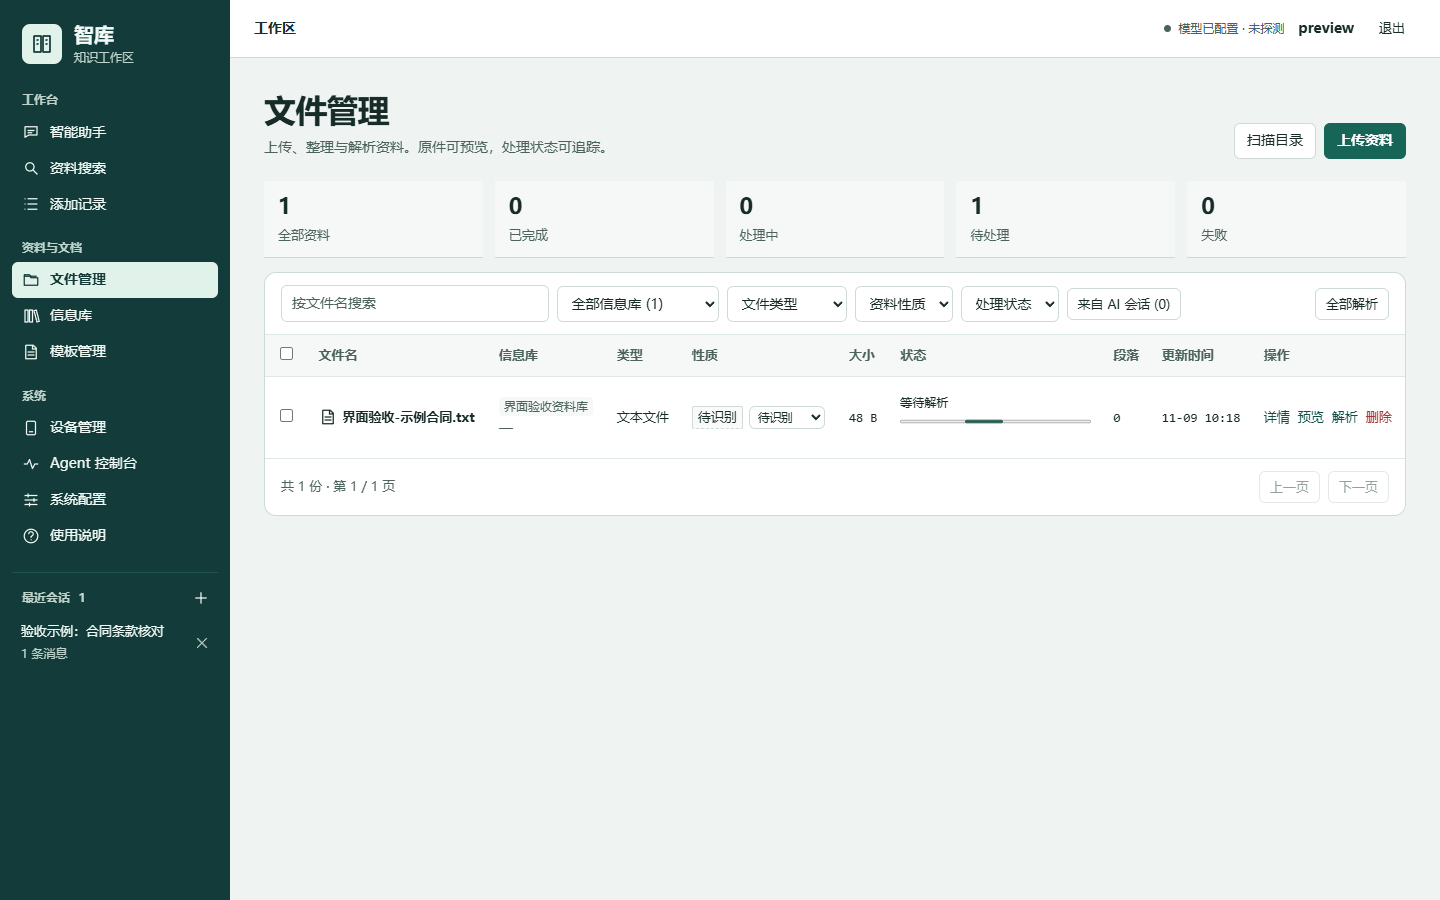 智库
知识工作区
工作台
智能助手
资料搜索
添加记录
资料与文档
文件管理
信息库
模板管理
系统
设备管理
Agent 控制台
系统配置
使用说明
最近会话 1
验收示例：合同条款核对
1 条消息
工作区
模型已配置 · 未探测 preview 退出
文件管理
上传、整理与解析资料。原件可预览，处理状态可追踪。
扫描目录 上传资料
1 0 0 1 0
全部资料 已完成 处理中 待处理 失败
按文件名搜索 全部信息库 (1) 文件类型 资料性质 处理状态 来自 AI 会话 (0) 全部解析
文件名 信息库 类型 性质 大小 状态 段落 更新时间 操作
界面验收-示例合同.txt 界面验收资料库 — 文本文件 待识别 待识别 48 B 等待解析 0 11-09 10:18 详情 预览 解析 删除
共 1 份 · 第 1 / 1 页 上一页 下一页